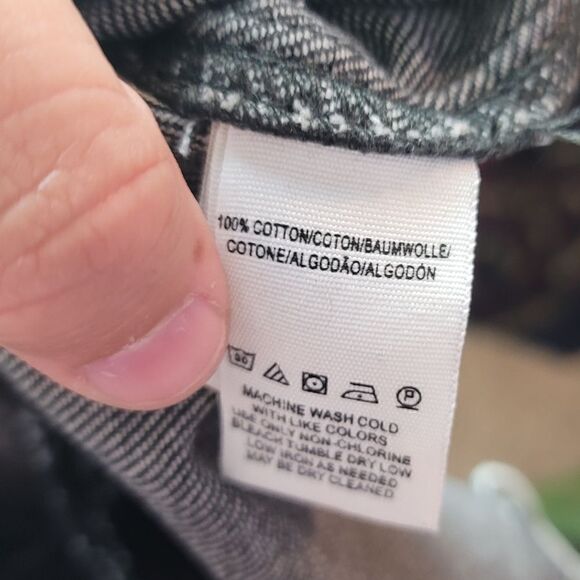 100% COTTON/COTON/BAUMWOLLE/
COTONE/ALGODÃO/ALGODÓN
30
P
MACHINE WASH COLD
WITH LIKE COLORS
USE ONLY NON-CHLORINE
BLEACH TUMBLE DRY LOW
LOW IRON AS NEEDED
MAY BE DRY CLEANED